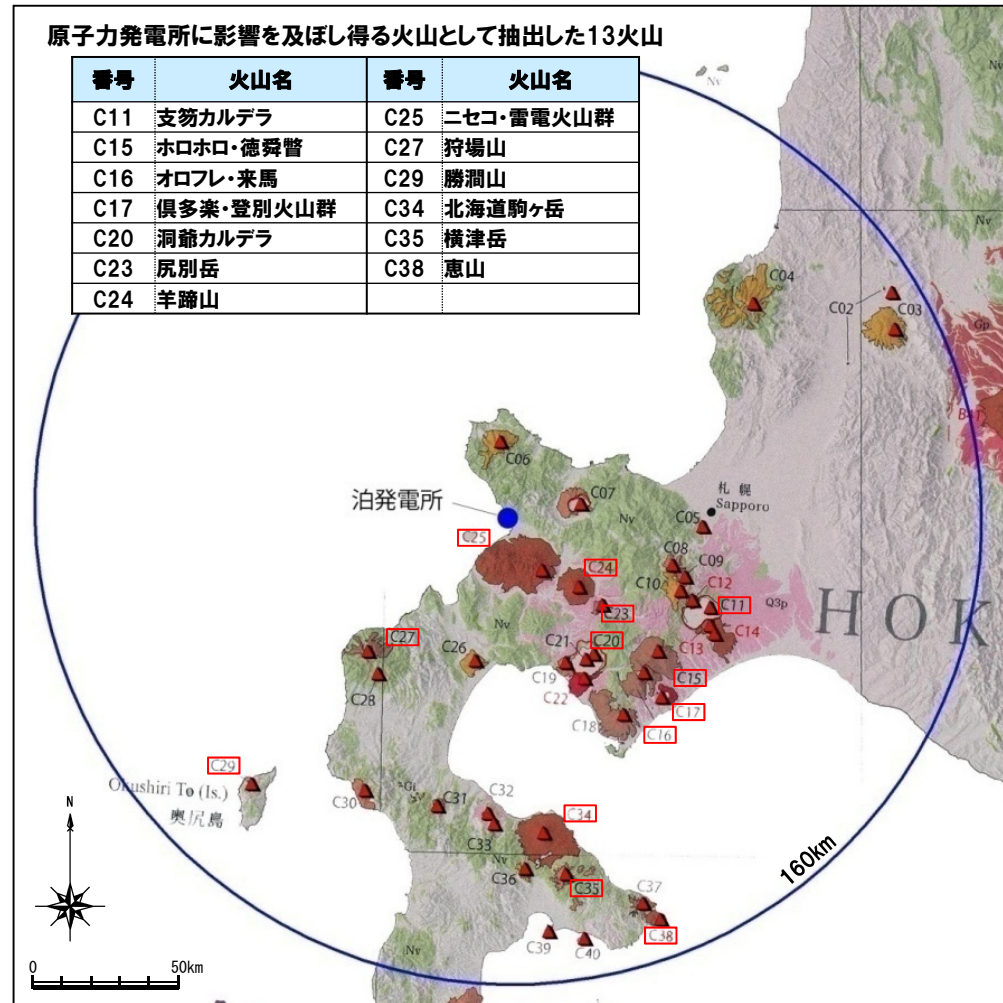 原子力発電所に影響を及ぼし得る火山として抽出した13火山
番号 火山名 番号 火山名
C11 支笏カルデラ C25 ニセコ・雷電火山群
C15 ホロホロ・徳舜瞥 C27 狩場山
C16 オロフレ・来馬 C29 勝澗山
C17 倶多楽・登別火山群 C34 北海道駒ヶ岳
C20 洞爺カルデラ C35 横津岳
C23 尻別岳 C38 恵山
C24 羊蹄山
Nv
Nv
Nv
C04
C02
C03
Gp
C06
泊発電所
C07
札幌
Sapporo
Nv
C05
C25
C08
C09
C24
C10
C12
C11
Q3p
HOK
C23
C14
Nv
C27
C26
C21
C20
C13
C19
C15
C28
C22
C17
C18
C16
C29
Okushiri To (Is.)
奥尻島
C30
Gi
C31
C32
C34
C33
Nv
C36
C35
C37
C38
C39
C40
160km
N
0 50km